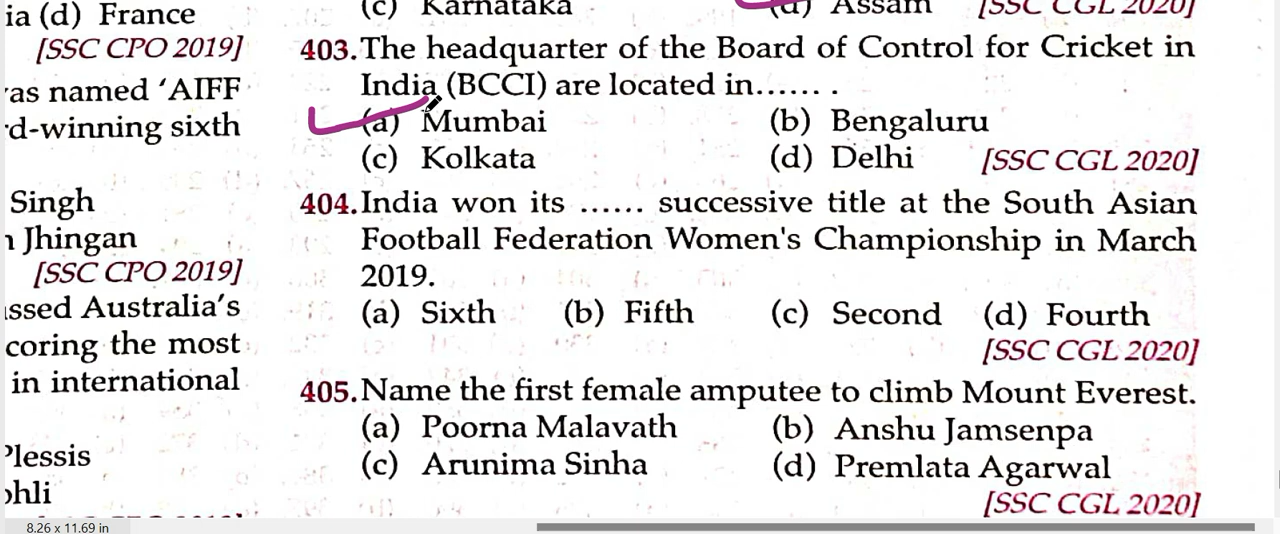 ia (d) France
[SSC CPO 2019]
as named ‘AIFF
d-winning sixth
Singh
Jhingan
[SSC CPO 2019]
ssed Australia’s
coring the most
in international
Plessis
ohli
(c) Karnataka
(d) Assam [SSC CGL 2020]
403. The headquarter of the Board of Control for Cricket in
India (BCCI) are located in...... .
(a) Mumbai (b) Bengaluru
(c) Kolkata (d) Delhi [SSC CGL 2020]
404. India won its ...... successive title at the South Asian
Football Federation Women's Championship in March
2019.
(a) Sixth (b) Fifth (c) Second (d) Fourth
[SSC CGL 2020]
405. Name the first female amputee to climb Mount Everest.
(a) Poorna Malavath (b) Anshu Jamsenpa
(c) Arunima Sinha (d) Premlata Agarwal
[SSC CGL 2020]
8.26 x 11.69 in